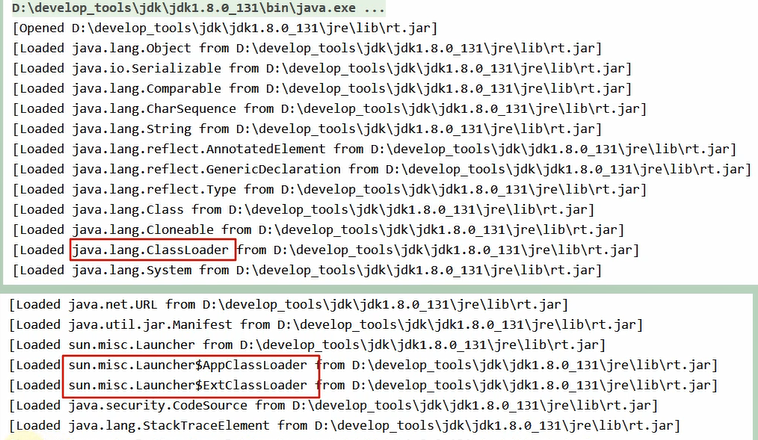 D:\develop_tools\jdk\jdk1.8.0_131\bin\java.exe ...
[Opened D:\develop_tools\jdk\jdk1.8.0_131\jre\lib\rt.jar]
[Loaded java.lang.Object from D:\develop_tools\jdk\jdk1.8.0_131\jre\lib\rt.jar]
[Loaded java.io.Serializable from D:\develop_tools\jdk\jdk1.8.0_131\jre\lib\rt.jar]
[Loaded java.lang.Comparable from D:\develop_tools\jdk\jdk1.8.0_131\jre\lib\rt.jar]
[Loaded java.lang.CharSequence from D:\develop_tools\jdk\jdk1.8.0_131\jre\lib\rt.jar]
[Loaded java.lang.String from D:\develop_tools\jdk\jdk1.8.0_131\jre\lib\rt.jar]
[Loaded java.lang.reflect.AnnotatedElement from D:\develop_tools\jdk\jdk1.8.0_131\jre\lib\rt.jar]
[Loaded java.lang.reflect.GenericDeclaration from D:\develop_tools\jdk\jdk1.8.0_131\jre\lib\rt.jar]
[Loaded java.lang.reflect.Type from D:\develop_tools\jdk\jdk1.8.0_131\jre\lib\rt.jar]
[Loaded java.lang.Class from D:\develop_tools\jdk\jdk1.8.0_131\jre\lib\rt.jar]
[Loaded java.lang.Cloneable from D:\develop_tools\jdk\jdk1.8.0_131\jre\lib\rt.jar]
[Loaded java.lang.ClassLoader from D:\develop_tools\jdk\jdk1.8.0_131\jre\lib\rt.jar]
[Loaded java.lang.System from D:\develop_tools\jdk\jdk1.8.0_131\jre\lib\rt.jar]
[Loaded java.net.URL from D:\develop_tools\jdk\jdk1.8.0_131\jre\lib\rt.jar]
[Loaded java.util.jar.Manifest from D:\develop_tools\jdk\jdk1.8.0_131\jre\lib\rt.jar]
[Loaded sun.misc.Launcher from D:\develop_tools\jdk\jdk1.8.0_131\jre\lib\rt.jar]
[Loaded sun.misc.Launcher$AppClassLoader from D:\develop_tools\jdk\jdk1.8.0_131\jre\lib\rt.jar]
[Loaded sun.misc.Launcher$ExtClassLoader from D:\develop_tools\jdk\jdk1.8.0_131\jre\lib\rt.jar]
[Loaded java.security.CodeSource from D:\develop_tools\jdk\jdk1.8.0_131\jre\lib\rt.jar]
[Loaded java.lang.StackTraceElement from D:\develop_tools\jdk\jdk1.8.0_131\jre\lib\rt.jar]